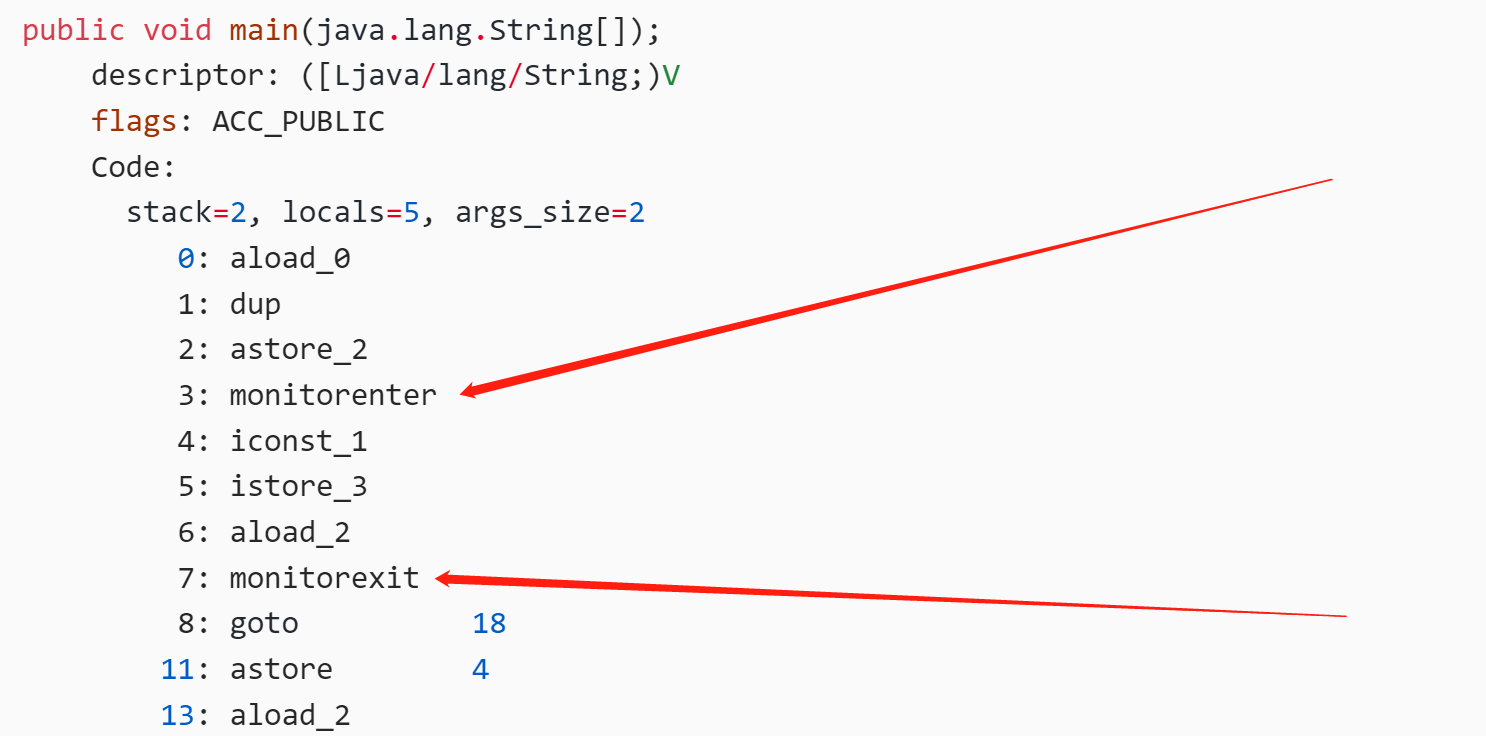 public void main(java.lang.String[]);
descriptor: ([Ljava/lang/String;)V
flags: ACC_PUBLIC
Code:
stack=2, locals=5, args_size=2
0: aload_0
1: dup
2: astore_2
3: monitorenter
4: iconst_1
5: istore_3
6: aload_2
7: monitorexit
8: goto 18
11: astore 4
13: aload_2